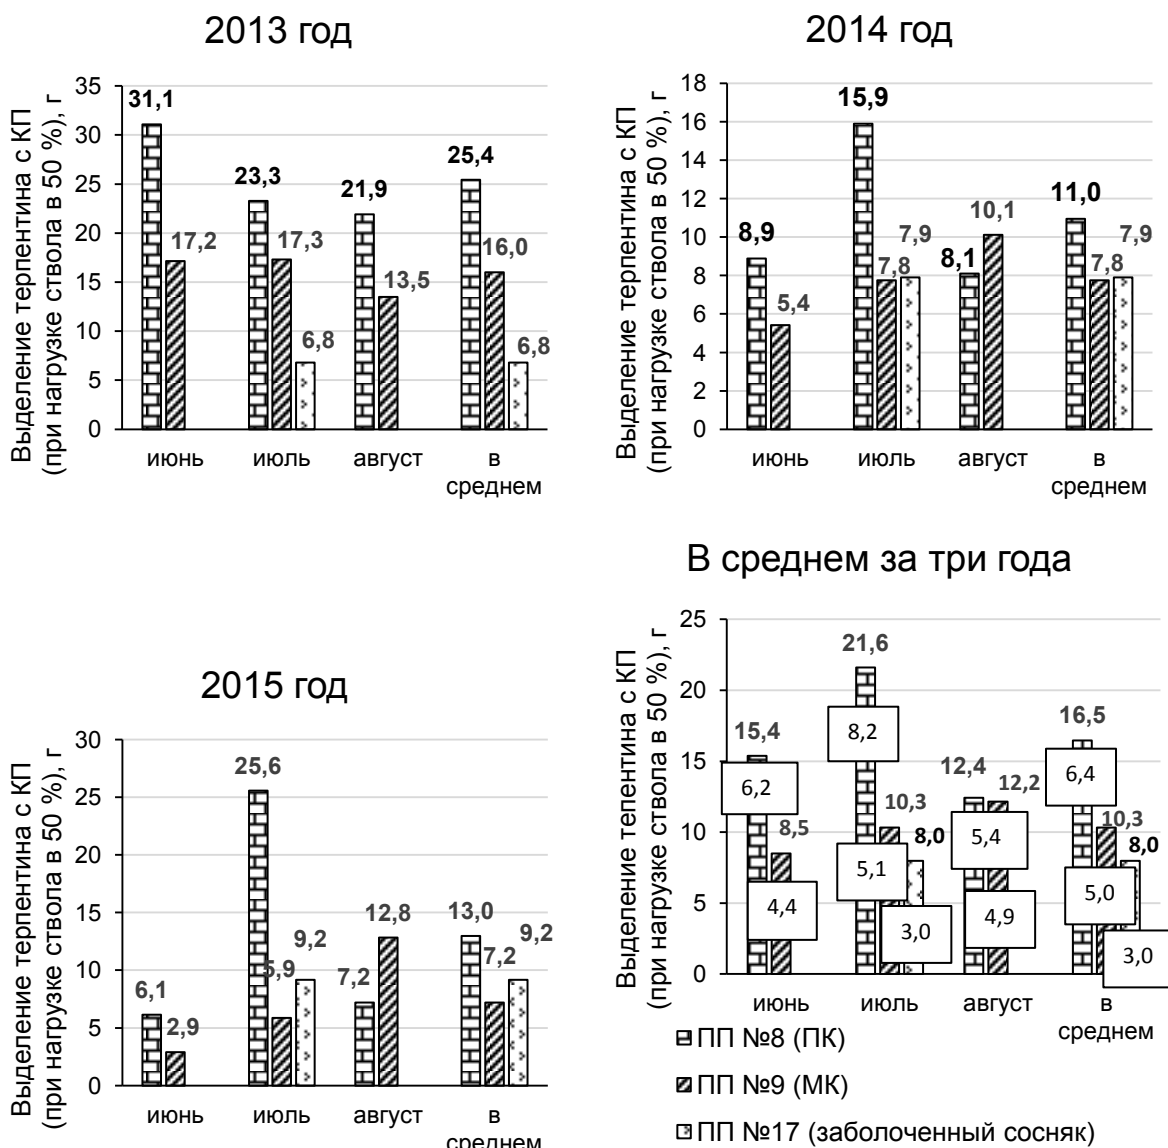 2013 год
Выделение терпентина с КП
(при нагрузке ствола в 50 %), г
35
30
25
20
15
10
5
0
31,1
17,2
23,3
17,3
6,8
21,9
13,5
25,4
16,0
6,8
июнь
июль
август
в
среднем
2014 год
Выделение терпентина с КП
(при нагрузке ствола в 50 %), г
18
16
14
12
10
8
6
4
2
0
8,9
5,4
15,9
7,8
7,9
8,1
10,1
11,0
7,8
7,9
июнь
июль
август
в
среднем
2015 год
Выделение терпентина с КП
(при нагрузке ствола в 50 %), г
30
25
20
15
10
5
0
6,1
2,9
25,6
5,9
9,2
7,2
12,8
13,0
7,2
9,2
июнь
июль
август
в
среднем
В среднем за три года
Выделение тепентина с КП
(при нагрузке ствола в 50 %), г
25
20
15
10
5
0
15,4
6,2
8,5
4,4
21,6
8,2
10,3
5,1
8,0
3,0
12,4
5,4
12,2
4,9
16,5
6,4
10,3
5,0
8,0
3,0
июнь
июль
август
в
среднем
ПП №8 (ПК)
ПП №9 (МК)
ПП №17 (заболоченный сосняк)